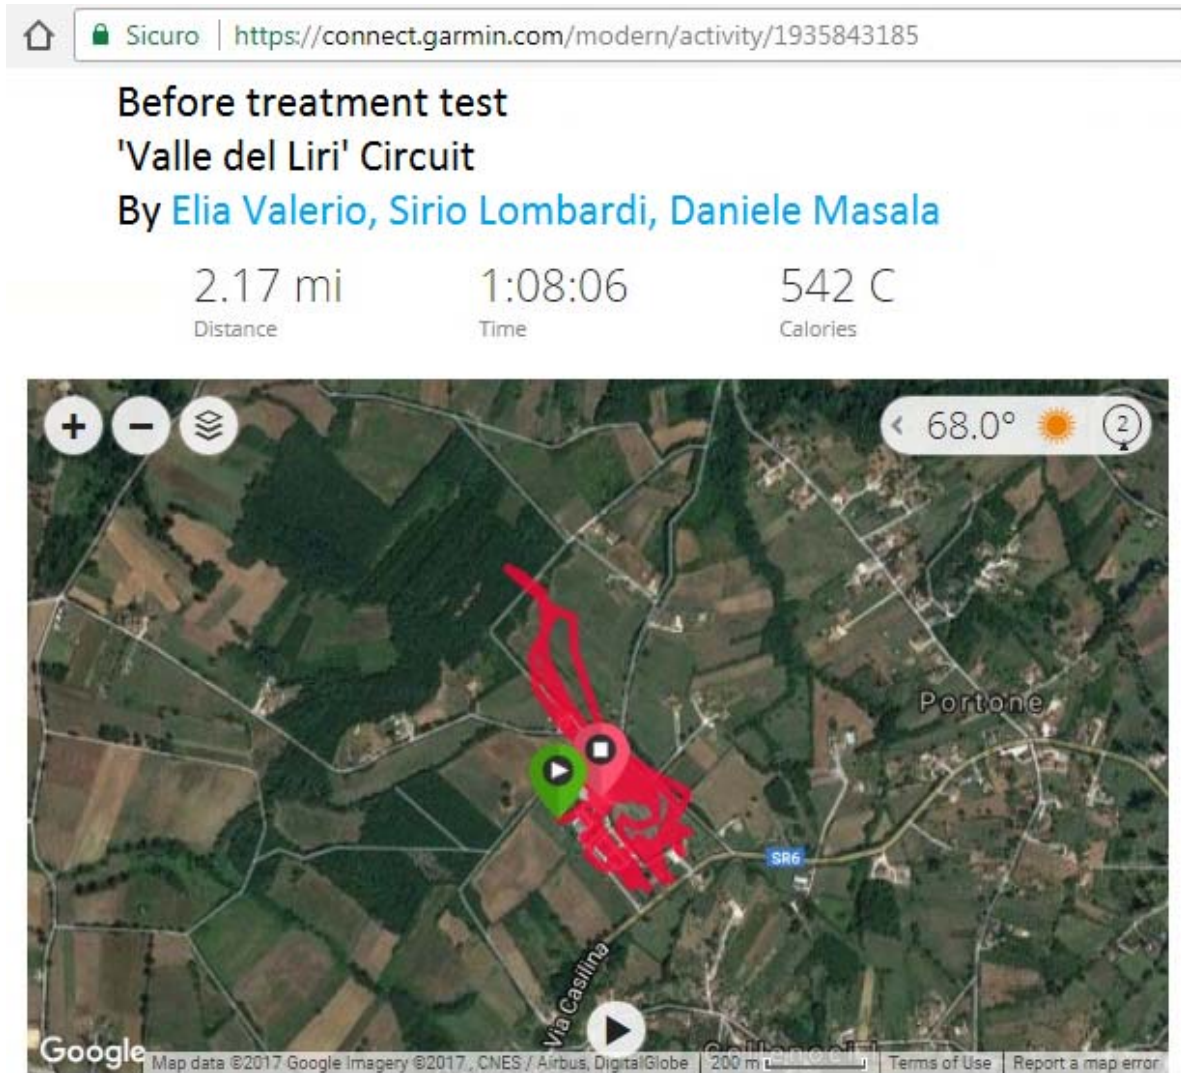 Sicuro | https://connect.garmin.com/modern/activity/1935843185
Before treatment test
'Valle del Liri' Circuit
By Elia Valerio, Sirio Lombardi, Daniele Masala
2.17 mi 1:08:06 542 C
Distance Time Calories
68.0° 2
Portone
SR6
Via Casilina
Google Map data ©2017 Google Imagery ©2017 , CNES / Airbus, DigitalGlobe 200 m Terms of Use Report a map error